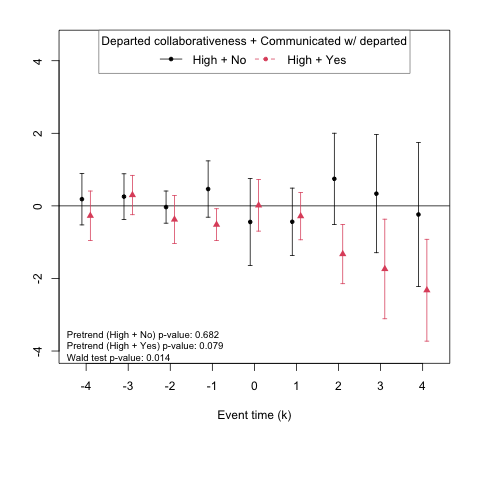 Departed collaborativeness + Communicated w/ departed
High + No High + Yes
4
2
0
-2
-4
Pretrend (High + No) p-value: 0.682
Pretrend (High + Yes) p-value: 0.079
Wald test p-value: 0.014
-4 -3 -2 -1 0 1 2 3 4
Event time (k)